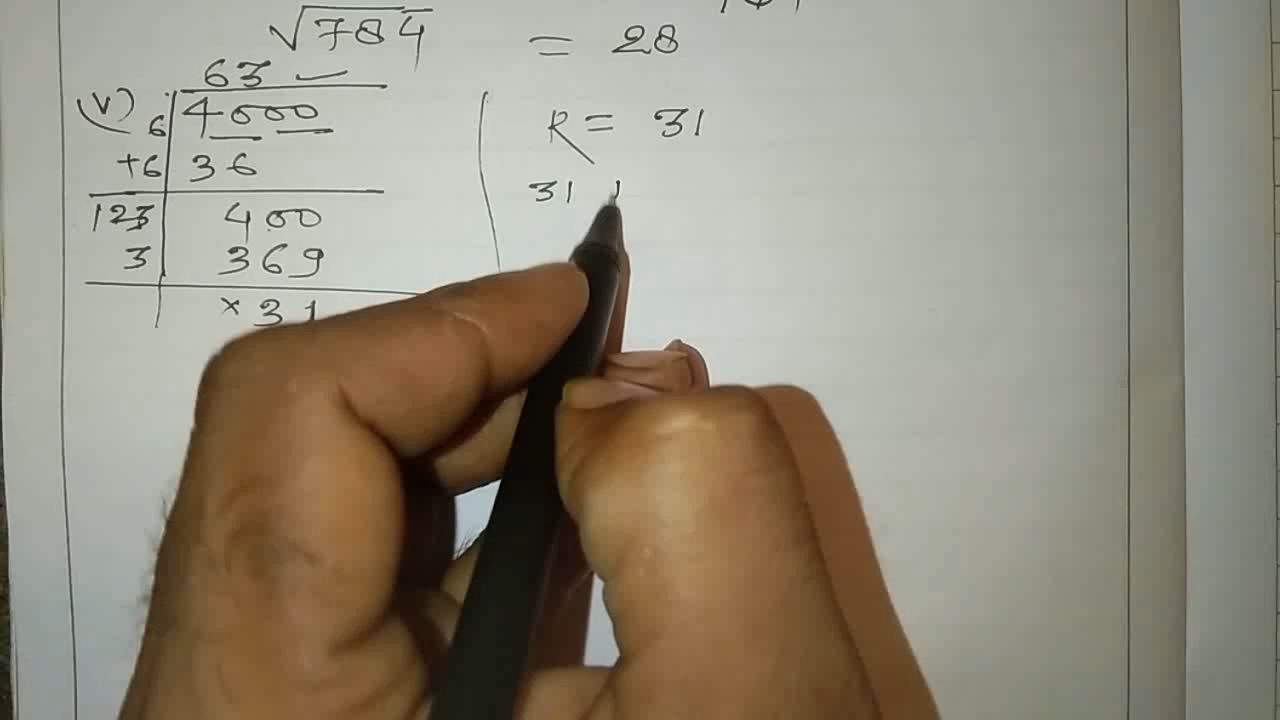 √784 = 28
63
(v) 6 4000
+6 36
123 400
3 369
× 31
R = 31
31